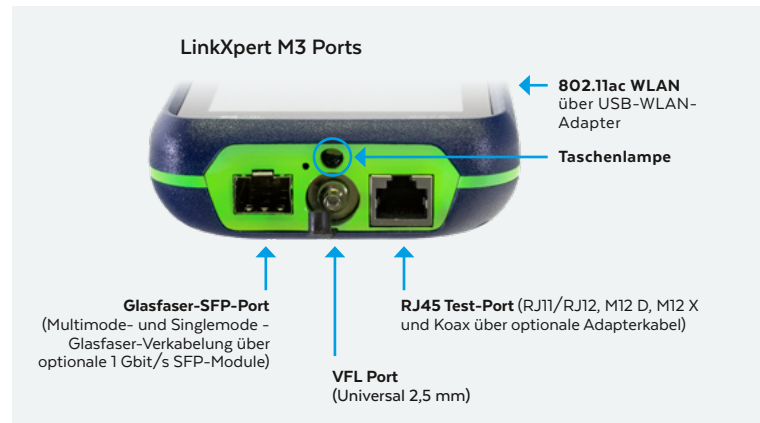 LinkXpert M3 Ports
802.11ac WLAN
über USB-WLAN-
Adapter
Taschenlampe
Glasfaser-SFP-Port
(Multimode- und Singlemode -
Glasfaser-Verkabelung über
optionale 1 Gbit/s SFP-Module)
RJ45 Test-Port (RJ11/RJ12, M12 D, M12 X
und Koax über optionale Adapterkabel)
VFL Port
(Universal 2,5 mm)